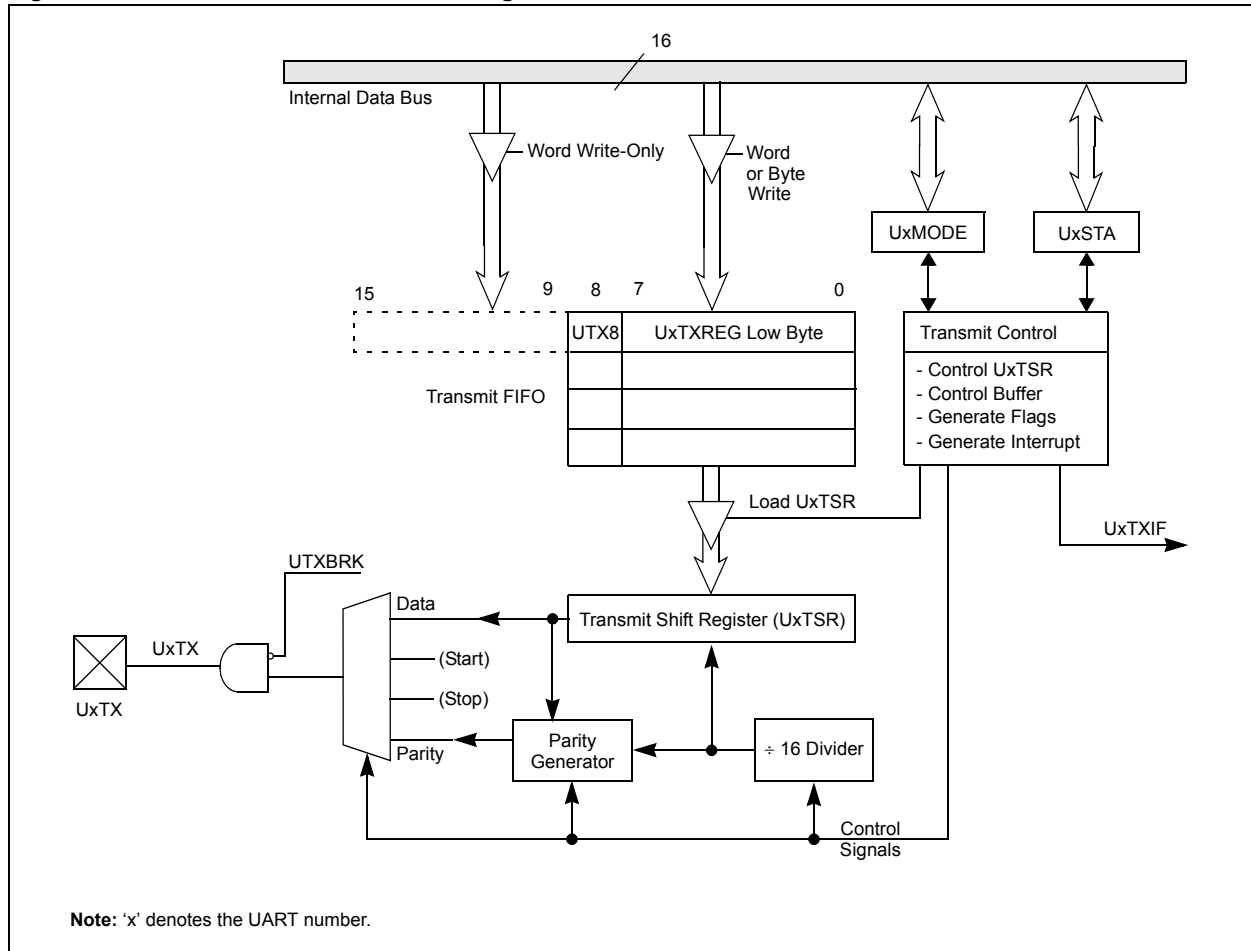 16
Internal Data Bus
Word Write-Only
Word
or Byte
Write
UxMODE
UxSTA
15
9
8
7
0
UTX8
UxTXREG Low Byte
Transmit FIFO
Transmit Control
- Control UxTSR
- Control Buffer
- Generate Flags
- Generate Interrupt
Load UxTSR
UxTXIF
UTXBRK
Data
Transmit Shift Register (UxTSR)
UxTX
(Start)
UxTX
(Stop)
Parity
Parity
Generator
÷ 16 Divider
Control
Signals
Note: ‘x’ denotes the UART number.